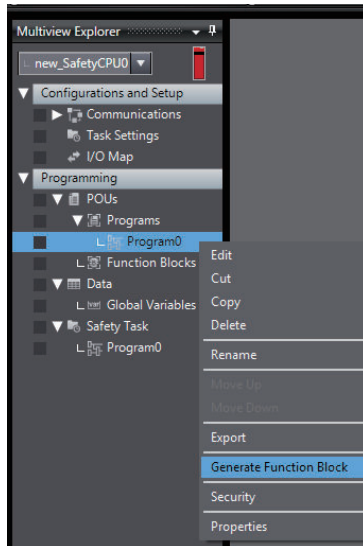 Multiview Explorer
new_SafetyCPU0
Configurations and Setup
Communications
Task Settings
I/O Map
Programming
POUs
Programs
Program0
Function Blocks
Data
Global Variables
Safety Task
Program0
Edit
Cut
Copy
Delete
Rename
Move Up
Move Down
Export
Generate Function Block
Security
Properties